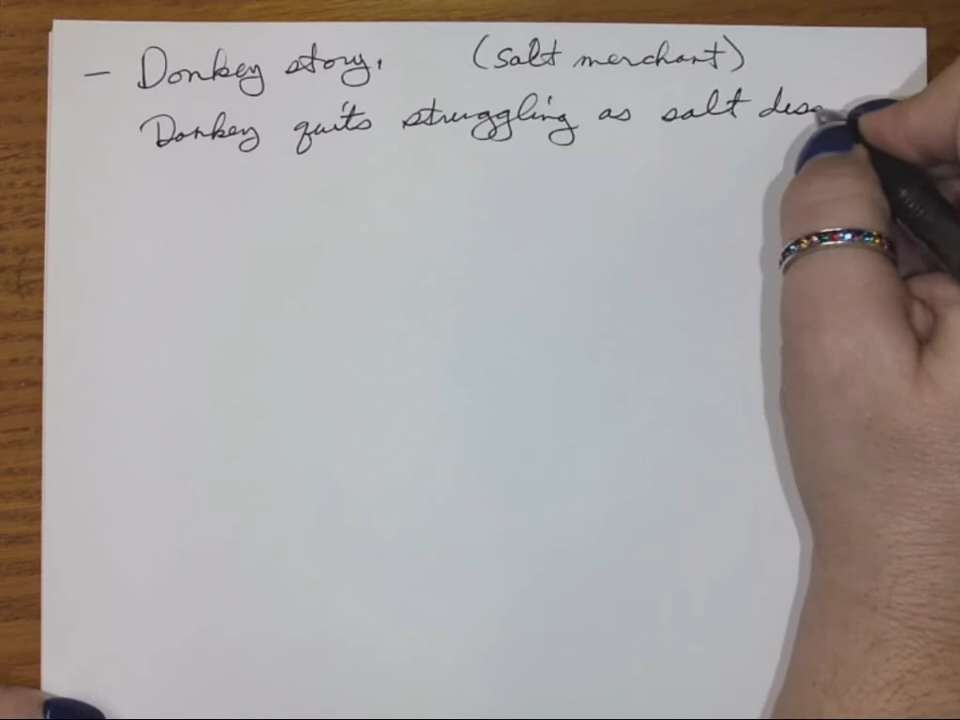 - Donkey story. (salt merchant)
Donkey quits struggling as salt